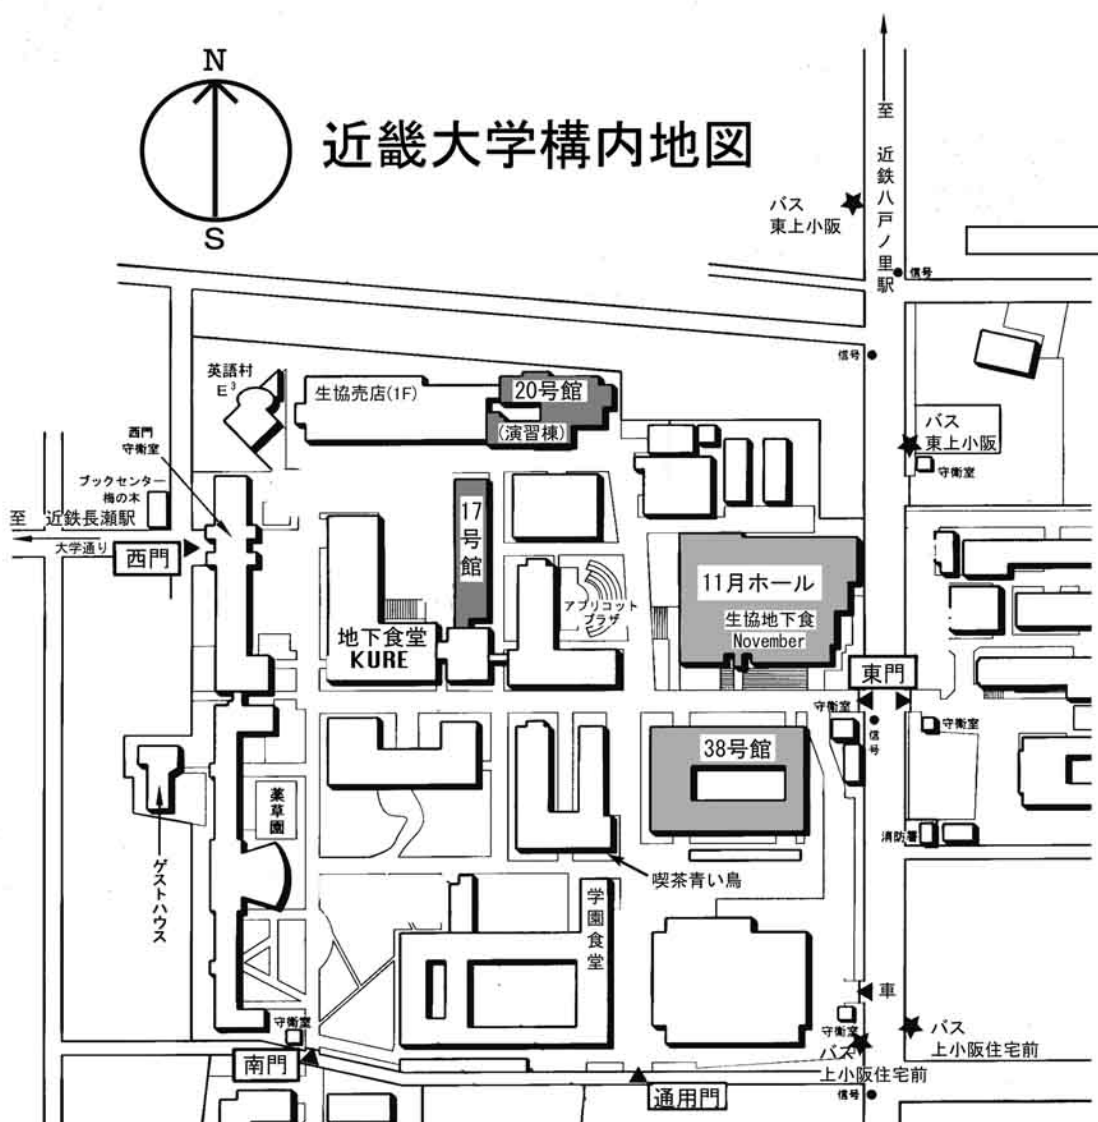 N
S
近畿大学構内地図
至 近鉄八戸ノ里駅
バス
東上小阪
信号
信号
英語村
E³
生協売店(1F)
20号館
(演習棟)
バス
東上小阪
守衛室
西門
守衛室
ブックセンター
梅の木
至 近鉄長瀬駅
大学通り
西門
17号館
11月ホール
生協地下食
November
アプリコット
プラザ
地下食堂
KURE
東門
守衛室
信号
守衛室
38号館
薬草園
消防署
ゲストハウス
喫茶青い鳥
学園食堂
車
守衛室
守衛室
バス
上小阪住宅前
バス
上小阪住宅前
南門
通用門
信号